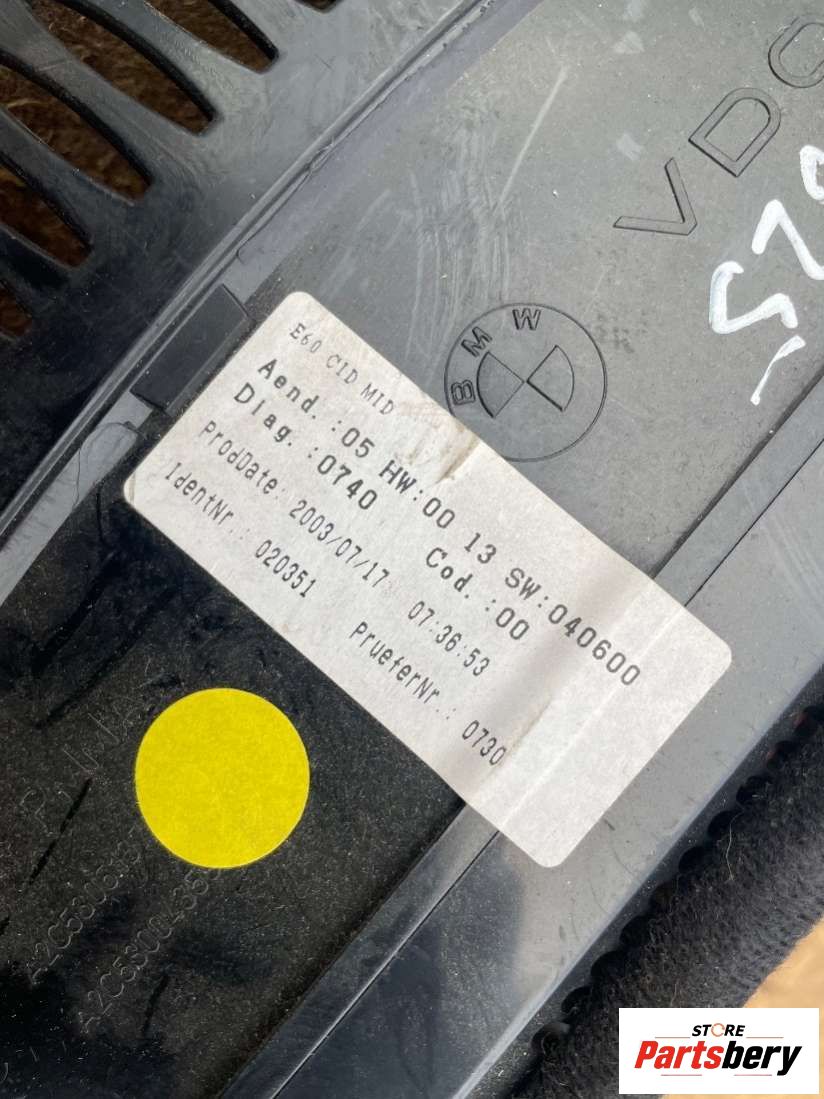 VDO
520
BMW
E60 CID MID
Aend.:05 HW:00 13 SW:040600
Diag.:0740 Cod.:00
ProdDate: 2003/07/17 07:36:53
IdentNr.: 020351 PrueferNr.: 0730
STORE
Partsbery